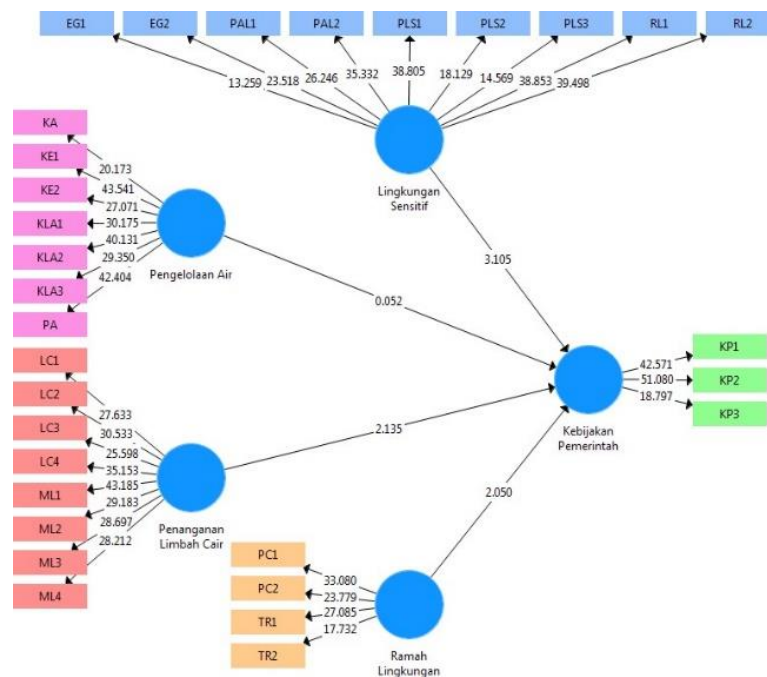 EG1
EG2
PAL1
PAL2
PLS1
PLS2
PLS3
RL1
RL2
13.259
23.518
26.246
35.332
38.805
18.129
14.569
38.853
39.498
Lingkungan
Sensitif
KA
KE1
KE2
KLA1
KLA2
KLA3
PA
20.173
43.541
27.071
30.175
40.131
29.350
42.404
Pengelolaan Air
3.105
0.052
LC1
LC2
LC3
LC4
ML1
ML2
ML3
ML4
27.633
30.533
25.598
35.153
43.185
29.183
28.697
28.212
Penanganan
Limbah Cair
2.135
Kebijakan
Pemerintah
42.571
51.080
18.797
KP1
KP2
KP3
2.050
PC1
PC2
TR1
TR2
33.080
23.779
27.085
17.732
Ramah
Lingkungan